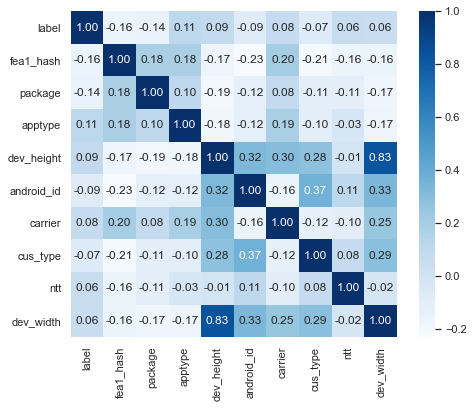 label 1.00 -0.16 -0.14 0.11 0.09 -0.09 0.08 -0.07 0.06 0.06
fea1_hash -0.16 1.00 0.18 0.18 -0.17 -0.23 0.20 -0.21 -0.16 -0.16
package -0.14 0.18 1.00 0.10 -0.19 -0.12 0.08 -0.11 -0.11 -0.17
apptype 0.11 0.18 0.10 1.00 -0.18 -0.12 0.19 -0.10 -0.03 -0.17
dev_height 0.09 -0.17 -0.19 -0.18 1.00 0.32 0.30 0.28 -0.01 0.83
android_id -0.09 -0.23 -0.12 -0.12 0.32 1.00 -0.16 0.37 0.11 0.33
carrier 0.08 0.20 0.08 0.19 0.30 -0.16 1.00 -0.12 -0.10 0.25
cus_type -0.07 -0.21 -0.11 -0.10 0.28 0.37 -0.12 1.00 0.08 0.29
ntt 0.06 -0.16 -0.11 -0.03 -0.01 0.11 -0.10 0.08 1.00 -0.02
dev_width 0.06 -0.16 -0.17 -0.17 0.83 0.33 0.25 0.29 -0.02 1.00
label fea1_hash package apptype dev_height android_id carrier cus_type ntt dev_width
1.0
0.8
0.6
0.4
0.2
0.0
−0.2